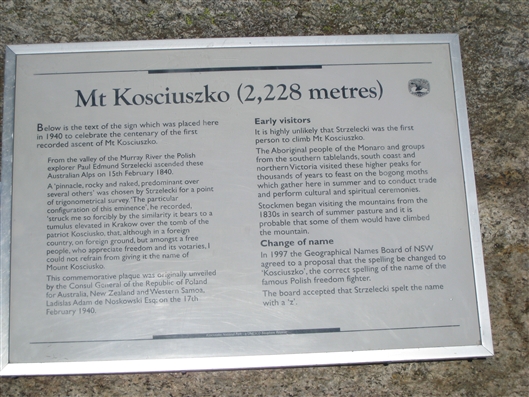 Mt Kosciuszko (2,228 metres)
Below is the text of the sign which was placed here
in 1940 to celebrate the centenary of the first
recorded ascent of Mt Kosciuszko.
From the valley of the Murray River the Polish
explorer Paul Edmund Strzelecki ascended these
Australian Alps on 15th February 1840.
A 'pinnacle, rocky and naked, predominant over
several others' was chosen by Strzelecki for a point
of trigonometrical survey. 'The particular
configuration of this eminence', he recorded,
'struck me so forcibly by the similarity it bears to a
tumulus elevated in Krakow over the tomb of the
patriot Kosciusko, that, although in a foreign
country, on foreign ground, but amongst a free
people, who appreciate freedom and its votaries, I
could not refrain from giving it the name of
Mount Kosciusko.
This commemorative plaque was originally unveiled
by the Consul General of the Republic of Poland
for Australia, New Zealand and Western Samoa,
Ladislas Adam de Noskowski Esq. on the 17th
February 1940.
Early visitors
It is highly unlikely that Strzelecki was the first
person to climb Mt Kosciuszko.
The Aboriginal people of the Monaro and groups
from the southern tablelands, south coast and
northern Victoria visited these higher peaks for
thousands of years to feast on the bogong moths
which gather here in summer and to conduct trade
and perform cultural and spiritual ceremonies.
Stockmen began visiting the mountains from the
1830s in search of summer pasture and it is
probable that some of them would have climbed
the mountain.
Change of name
In 1997 the Geographical Names Board of NSW
agreed to a proposal that the spelling be changed to
'Kosciuszko', the correct spelling of the name of the
famous Polish freedom fighter.
The board accepted that Strzelecki spelt the name
with a 'z'.